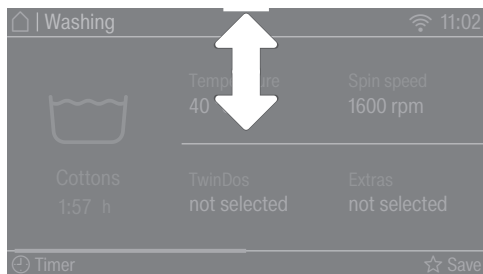 | Washing 11:02
Temperature Spin speed
40 1600 rpm
Cottons TwinDos Extras
1:57 h not selected not selected
Timer Save